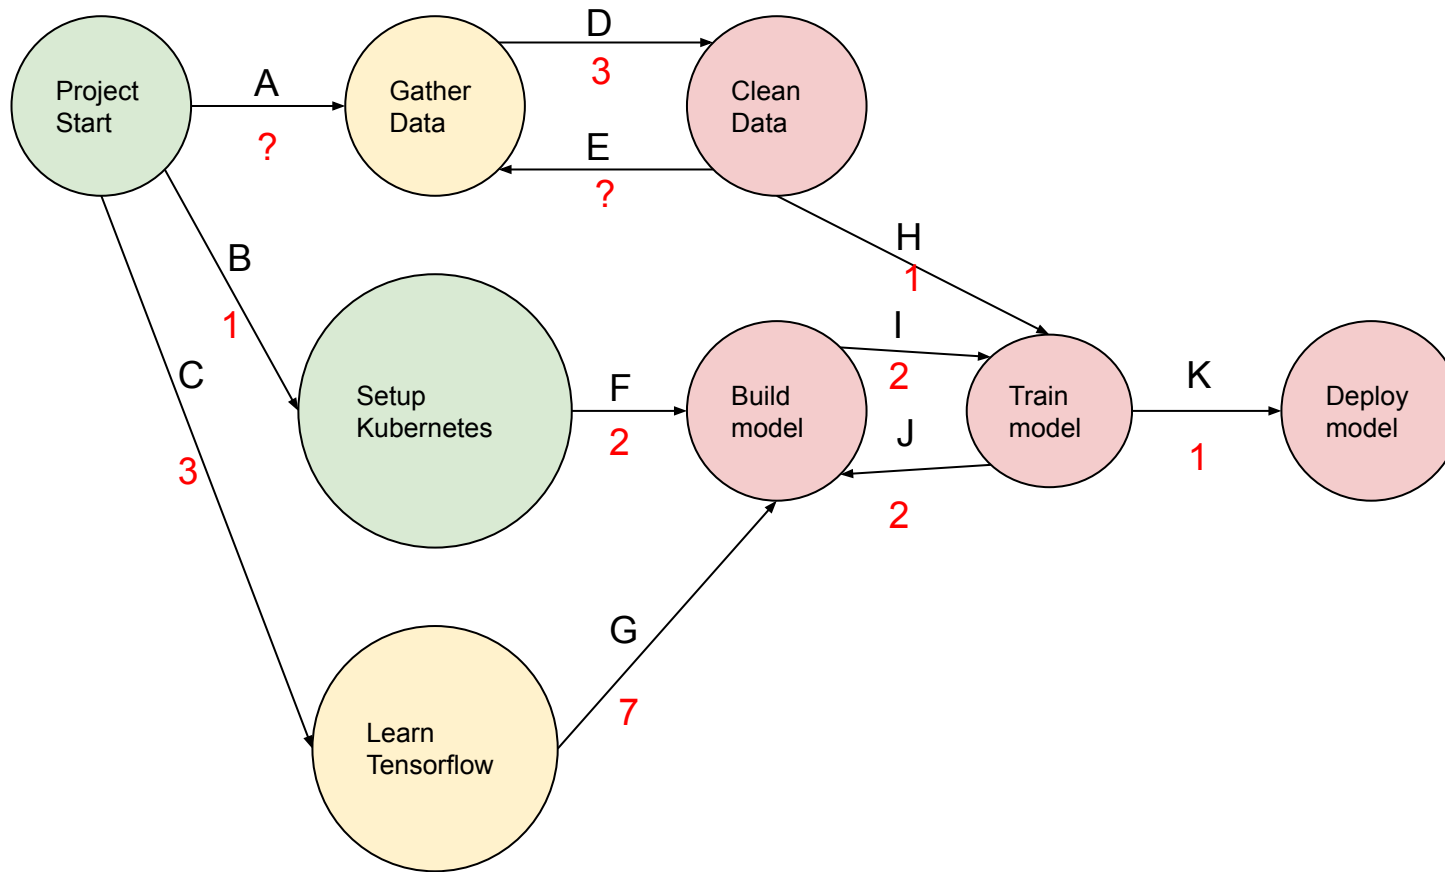 Project
Start
A
?
Gather
Data
D
3
E
?
Clean
Data
B
1
C
3
H
1
Setup
Kubernetes
F
2
Build
model
I
2
J
2
Train
model
K
1
Deploy
model
G
7
Learn
Tensorflow